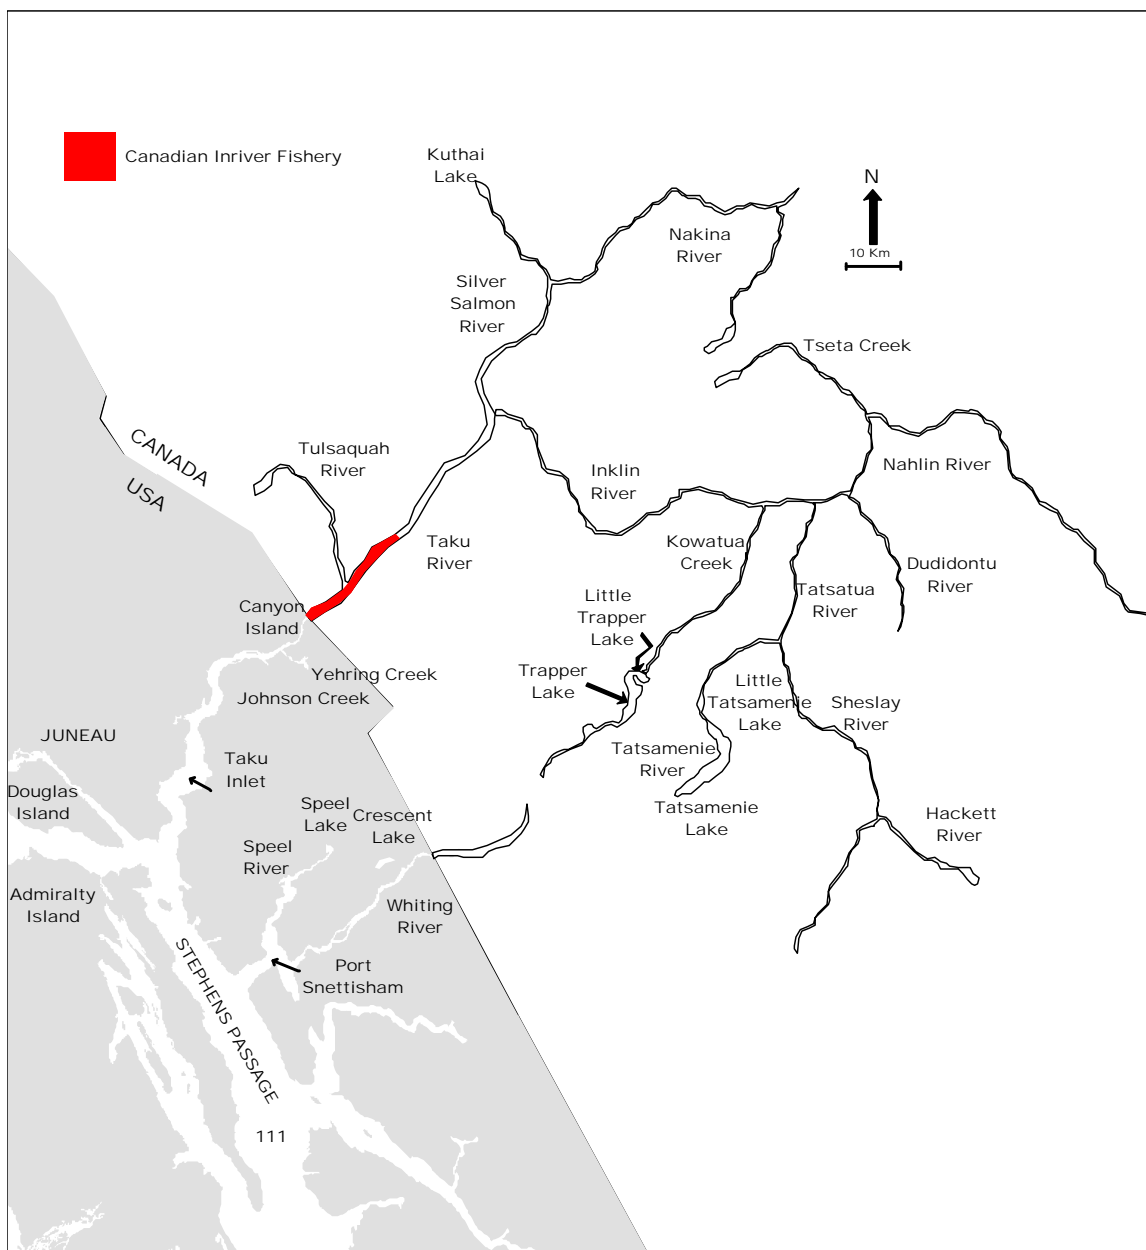 Canadian Inriver Fishery
Kuthai
Lake
N
10 Km
Nakina
River
Silver
Salmon
River
Tseta Creek
CANADA
USA
Tulsaquah
River
Inklin
River
Nahlin River
Taku
River
Kowatua
Creek
Dudidontu
River
Tatsatua
River
Canyon
Island
Little
Trapper
Lake
Yehring Creek
Johnson Creek
Trapper
Lake
Little
Tatsamenie
Lake
Sheslay
River
JUNEAU
Taku
Inlet
Tatsamenie
River
Douglas
Island
Speel
Lake
Crescent
Lake
Tatsamenie
Lake
Hackett
River
Speel
River
Admiralty
Island
Whiting
River
STEPHENS PASSAGE
Port
Snettisham
111